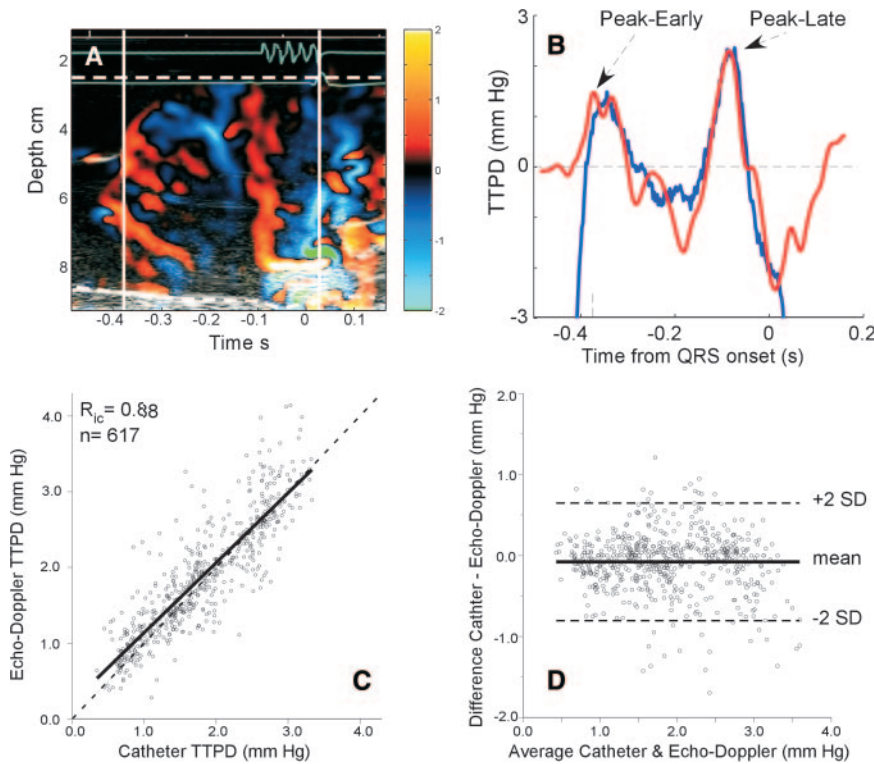 A
2
4
6
8
Depth cm
-0.4 -0.3 -0.2 -0.1 0 0.1
Time s
2
1
0
-1
-2
B
Peak-Early
Peak-Late
3
0
-3
TTPD (mm Hg)
-0.4 -0.2 0 0.2
Time from QRS onset (s)
R_ic= 0.88
n= 617
4.0
3.0
2.0
1.0
0.0
Echo-Doppler TTPD (mm Hg)
C
0.0 1.0 2.0 3.0 4.0
Catheter TTPD (mm Hg)
2.0
1.0
0.0
-1.0
-2.0
Difference Cathter - Echo-Doppler (mm Hg)
+2 SD
mean
-2 SD
D
0.0 1.0 2.0 3.0 4.0
Average Catheter & Echo-Doppler (mm Hg)